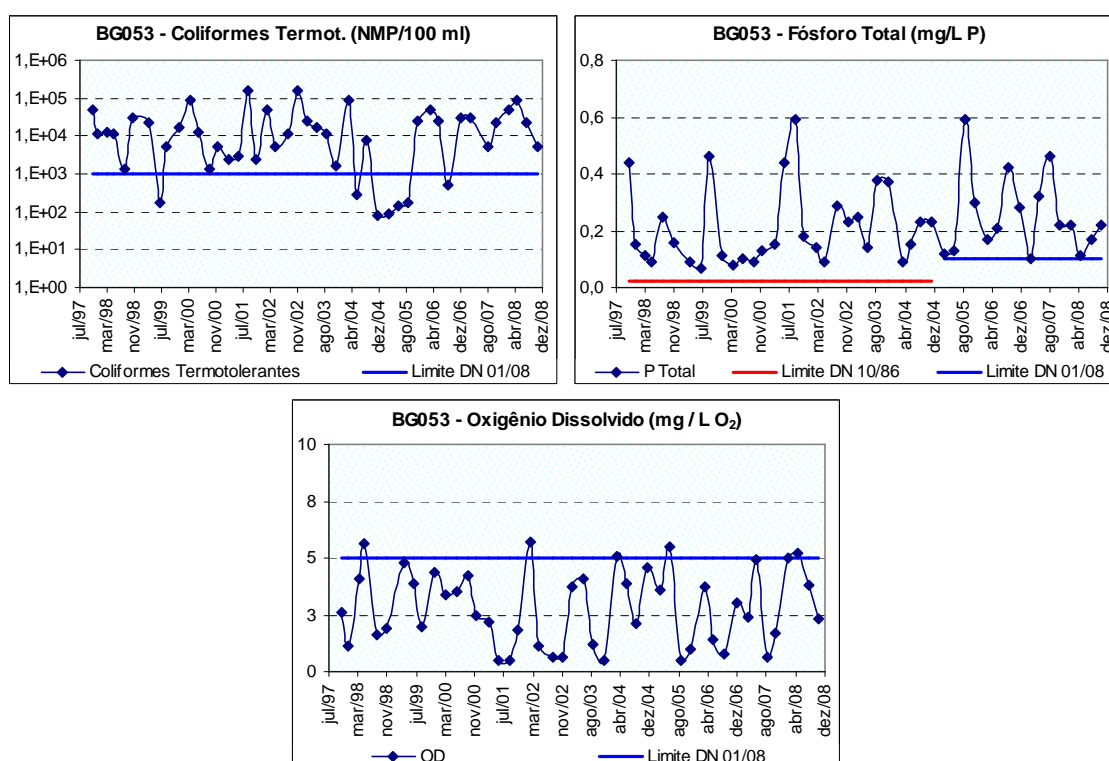 BG053 - Coliformes Termot. (NMP/100 ml)
1,E+06
1,E+05
1,E+04
1,E+03
1,E+02
1,E+01
1,E+00
jul/97 mar/98 nov/98 jul/99 mar/00 nov/00 jul/01 mar/02 nov/02 ago/03 abr/04 dez/04 ago/05 abr/06 dez/06 ago/07 abr/08 dez/08
Coliformes Termotolerantes Limite DN 01/08
BG053 - Fósforo Total (mg/L P)
0,8
0,6
0,4
0,2
0,0
jul/97 mar/98 nov/98 jul/99 mar/00 nov/00 jul/01 mar/02 nov/02 ago/03 abr/04 dez/04 ago/05 abr/06 dez/06 ago/07 abr/08 dez/08
P Total Limite DN 10/86 Limite DN 01/08
BG053 - Oxigênio Dissolvido (mg / L O₂)
10
8
5
3
0
jul/97 mar/98 nov/98 jul/99 mar/00 nov/00 jul/01 mar/02 nov/02 ago/03 abr/04 dez/04 ago/05 abr/06 dez/06 ago/07 abr/08 dez/08
OD Limite DN 01/08